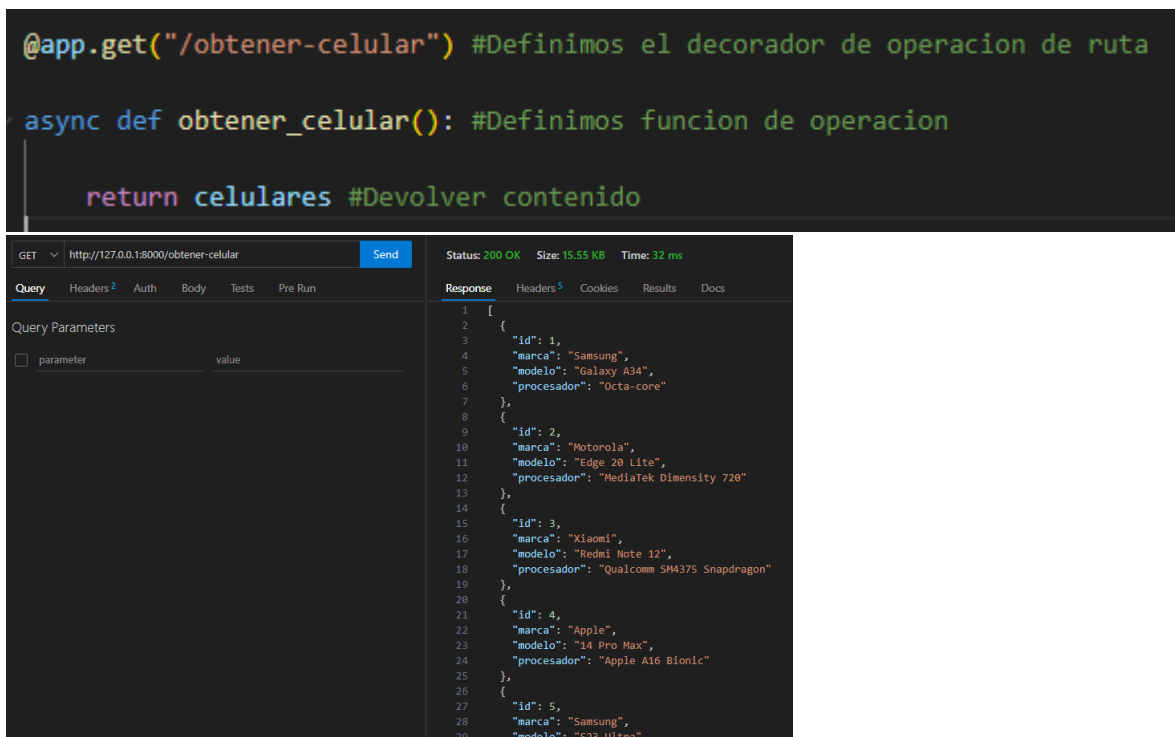 @app.get("/obtener-celular") #Definimos el decorador de operacion de ruta
async def obtener_celular(): #Definimos funcion de operacion
return celulares #Devolver contenido
GET http://127.0.0.1:8000/obtener-celular Send
Query Headers 2 Auth Body Tests Pre Run
Query Parameters
parameter value
Status: 200 OK Size: 15.55 KB Time: 32 ms
Response Headers 5 Cookies Results Docs
1 [
2 {
3 "id": 1,
4 "marca": "Samsung",
5 "modelo": "Galaxy A34",
6 "procesador": "Octa-core"
7 },
8 {
9 "id": 2,
10 "marca": "Motorola",
11 "modelo": "Edge 20 Lite",
12 "procesador": "MediaTek Dimensity 720"
13 },
14 {
15 "id": 3,
16 "marca": "Xiaomi",
17 "modelo": "Redmi Note 12",
18 "procesador": "Qualcomm SM4375 Snapdragon"
19 },
20 {
21 "id": 4,
22 "marca": "Apple",
23 "modelo": "14 Pro Max",
24 "procesador": "Apple A16 Bionic"
25 },
26 {
27 "id": 5,
28 "marca": "Samsung",
29 "modelo": "S23 Ultra"